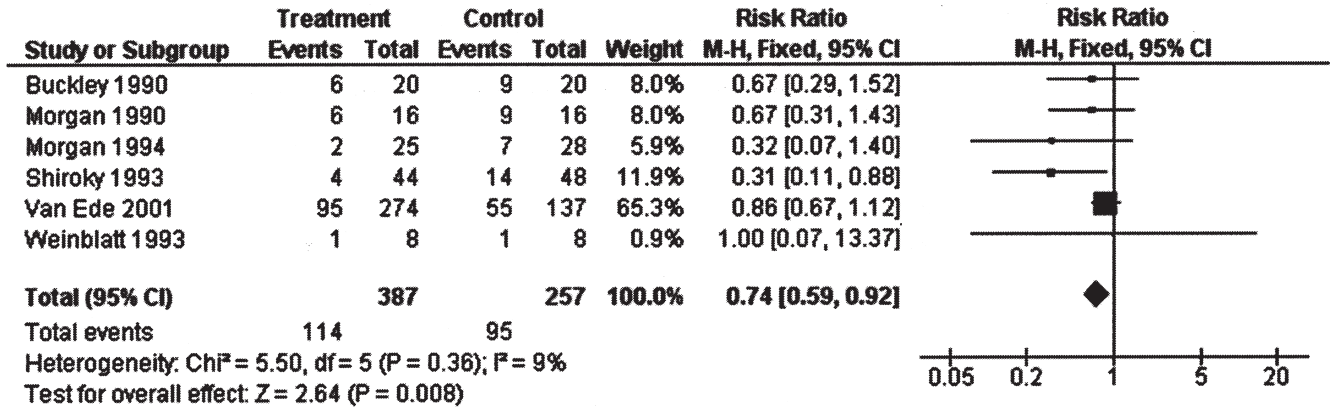 Treatment Control Risk Ratio Risk Ratio
Study or Subgroup Events Total Events Total Weight M-H, Fixed, 95% CI M-H, Fixed, 95% CI
Buckley 1990 6 20 9 20 8.0% 0.67 [0.29, 1.52]
Morgan 1990 6 16 9 16 8.0% 0.67 [0.31, 1.43]
Morgan 1994 2 25 7 28 5.9% 0.32 [0.07, 1.40]
Shiroky 1993 4 44 14 48 11.9% 0.31 [0.11, 0.88]
Van Ede 2001 95 274 55 137 65.3% 0.86 [0.67, 1.12]
Weinblatt 1993 1 8 1 8 0.9% 1.00 [0.07, 13.37]
Total (95% CI) 387 257 100.0% 0.74 [0.59, 0.92]
Total events 114 95
Heterogeneity: Chi² = 5.50, df = 5 (P = 0.36); I² = 9%
Test for overall effect: Z = 2.64 (P = 0.008)
0.05 0.2 1 5 20